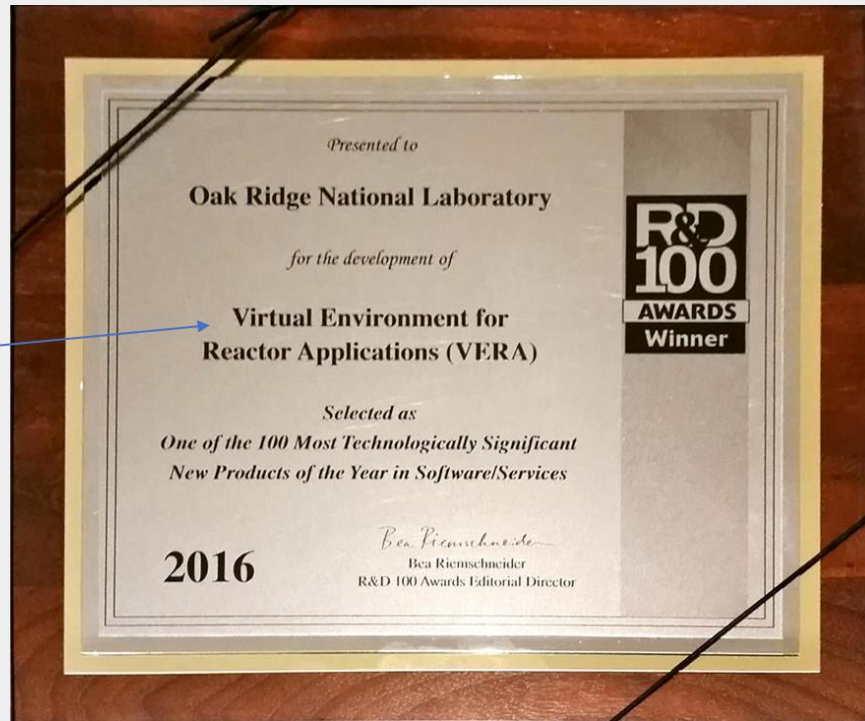 Presented to
Oak Ridge National Laboratory
for the development of
Virtual Environment for
Reactor Applications (VERA)
Selected as
One of the 100 Most Technologically Significant
New Products of the Year in Software/Services
2016
Bea Riemschneider
Bea Riemschneider
R&D 100 Awards Editorial Director
R&D
100
AWARDS
Winner